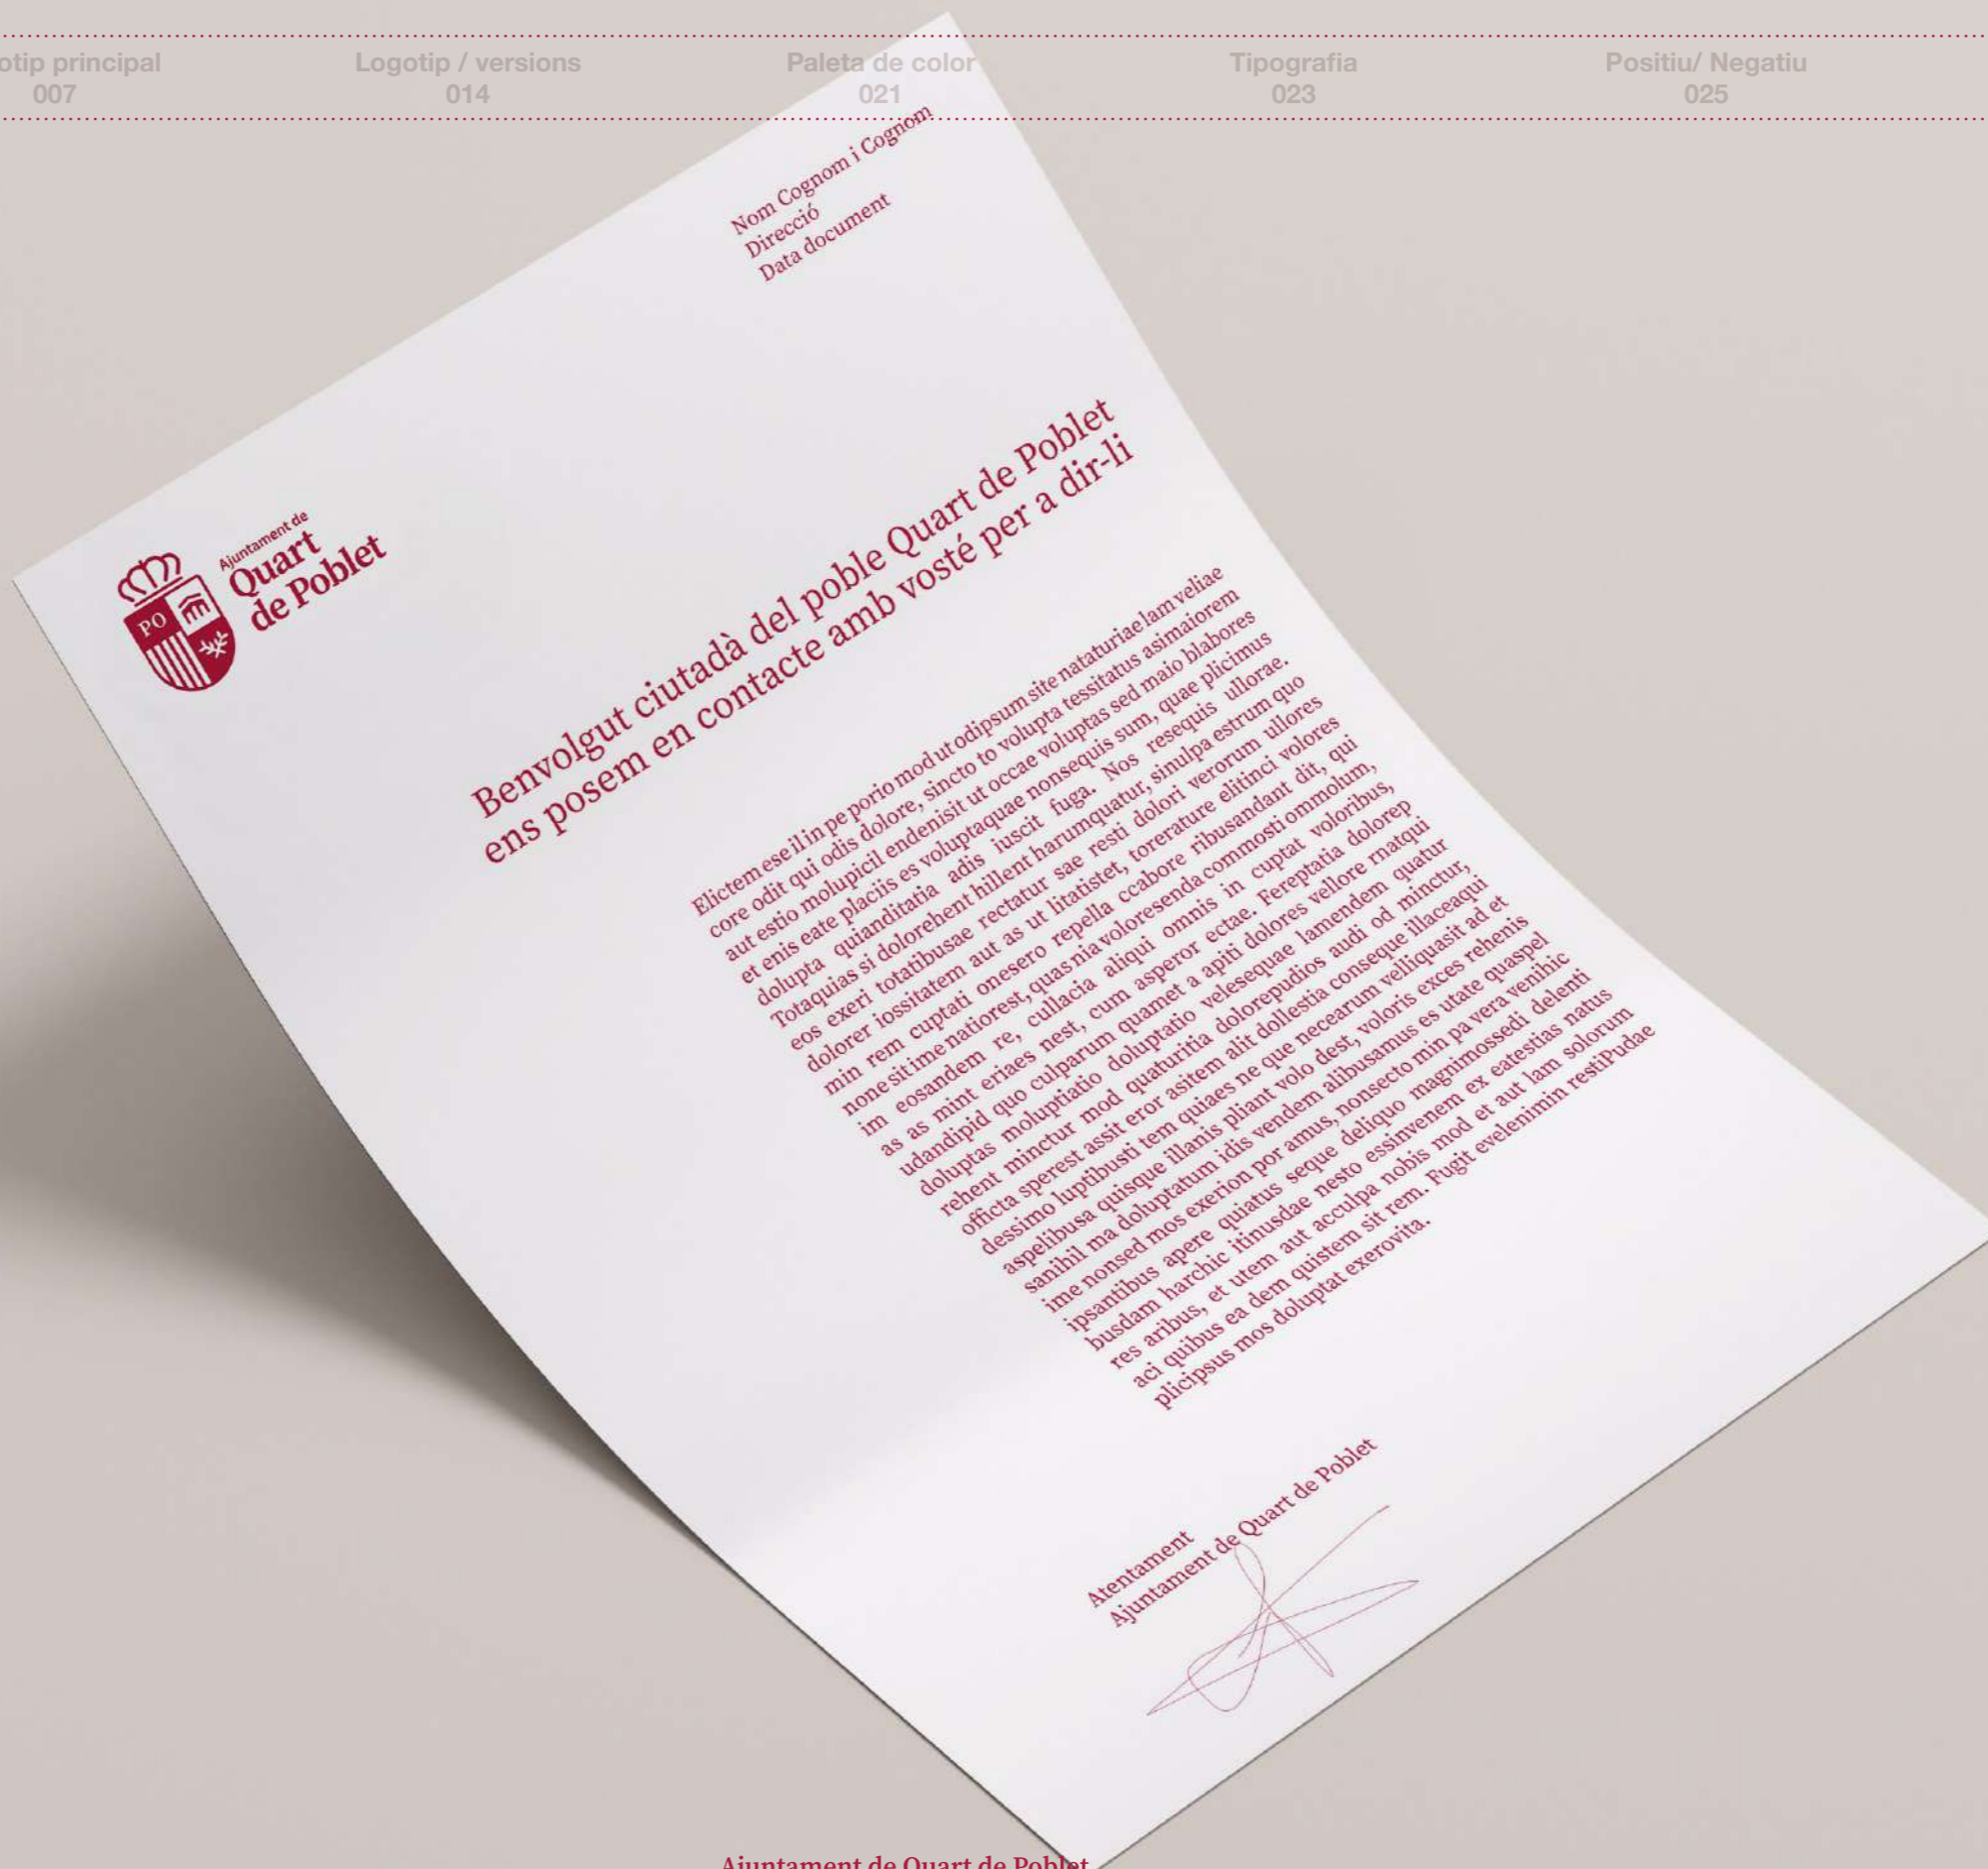 otip principal
007
Logotip / versions
014
Paleta de color
021
Tipografia
023
Positiu/ Negatiu
025
Nom Cognom i Cognom
Direcció
Data document
Ajuntament de
Quart
de Poblet
PO
Benvolgut ciutadà del poble Quart de Poblet
ens posem en contacte amb vosté per a dir-li
Elictem ese il in pe porio mod ut odipsum site nataturiae lam veliae
core odit qui odis dolore, sincto to volupta tessitatus asimaiorem
aut estio molupicil endenisit ut occae voluptas sed maio blabores
et enis eate placiis es voluptaquae nonsequis sum, quae plicimus
dolupta quianditatia adis iuscit fuga. Nos resequis ullorae.
Totaquias si dolorehent hillent harumquatur, sinulpa estrum quo
eos exeri totatibusae rectatur sae resti dolori verorum ullores
dolorer iossitatem aut as ut litatistet, torerature elitinci volores
min rem cuptati onesero repella ccabore ribusandant dit, qui
none sit ime natiorest, quas nia voloresenda commosti ommolum,
im eosandem re, cullacia aliqui omnis in cuptat voloribus,
as as mint eriaes nest, cum asperor ectae. Fereptatia dolorep
udandipid quo culparum quamet a apiti dolores vellore rnatqui
doluptas moluptiatio doluptatio velesequae lamendem quatur
rehent minctur mod quaturitia dolorepudios audi od minctur,
officta sperest assit eror asitem alit dollestia conseque illaceaqui
dessimo luptibusti tem quiaes ne que necearum velliquasit ad et
aspelibusa quisque illanis pliant volo dest, voloris exces rehenis
sanihil ma doluptatum idis vendem alibusamus es utate quaspel
ime nonsed mos exerion por amus, nonsecto min pa vera venihic
ipsantibus apere quiatus seque deliquo magnimossedi delenti
busdam harchic itinusdae nesto essinvenem ex eatestias natus
res aribus, et utem aut acculpa nobis mod et aut lam solorum
aci quibus ea dem quistem sit rem. Fugit evelenimin restiPudae
plicipsus mos doluptat exerovita.
Atentament
Ajuntament de Quart de Poblet
Ajuntament de Quart de Poblet